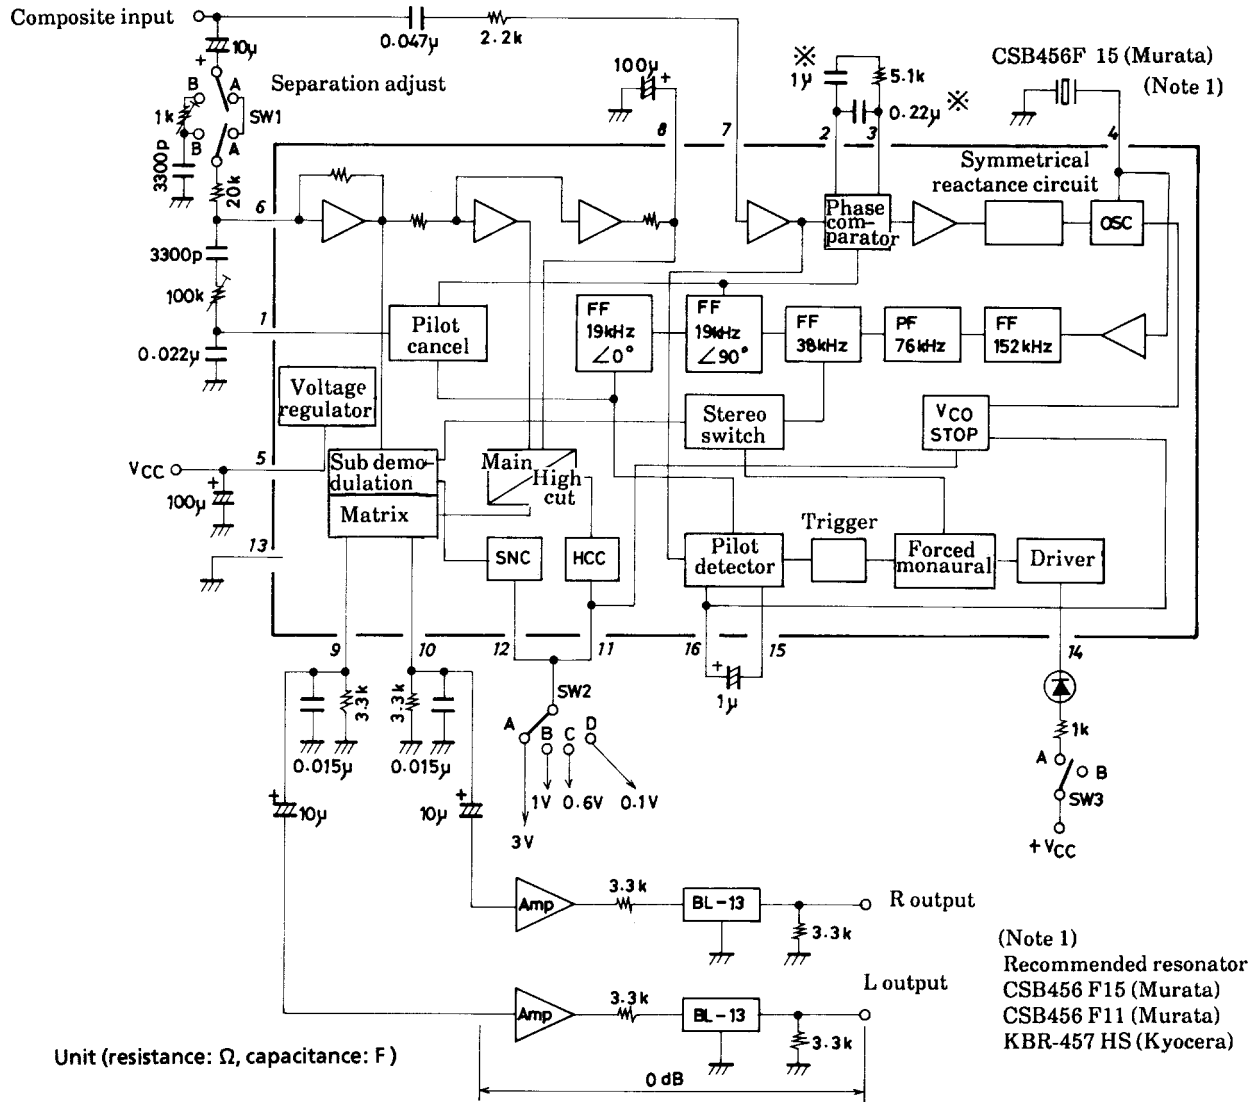 Composite input
0.047μ
2.2k
10μ
+
Separation adjust
B
A
1k
SW1
B
A
3300p
20k
100μ
+
※
1μ
5.1k
0.22μ
※
CSB456F 15 (Murata)
(Note 1)
8
7
2
3
4
Symmetrical
reactance circuit
6
Phase
com-
parator
OSC
3300p
100k
1
0.022μ
Pilot
cancel
FF
19kHz
∠0°
FF
19kHz
∠90°
FF
38kHz
PF
76kHz
FF
152kHz
Voltage
regulator
Stereo
switch
VCO
STOP
VCC
5
+
100μ
Sub demo-
dulation
Matrix
Main
High
cut
13
SNC
HCC
Pilot
detector
Trigger
Forced
monaural
Driver
9
10
12
11
16
15
14
3.3k
3.3k
0.015μ
0.015μ
SW2
A
B
C
D
1V
0.6V
0.1V
3V
+
1μ
1k
A
B
SW3
+VCC
+
10μ
10μ
+
Amp
3.3k
BL-13
3.3k
R output
Amp
3.3k
BL-13
3.3k
L output
0 dB
(Note 1)
Recommended resonator
CSB456 F15 (Murata)
CSB456 F11 (Murata)
KBR-457 HS (Kyocera)
Unit (resistance: Ω, capacitance: F)